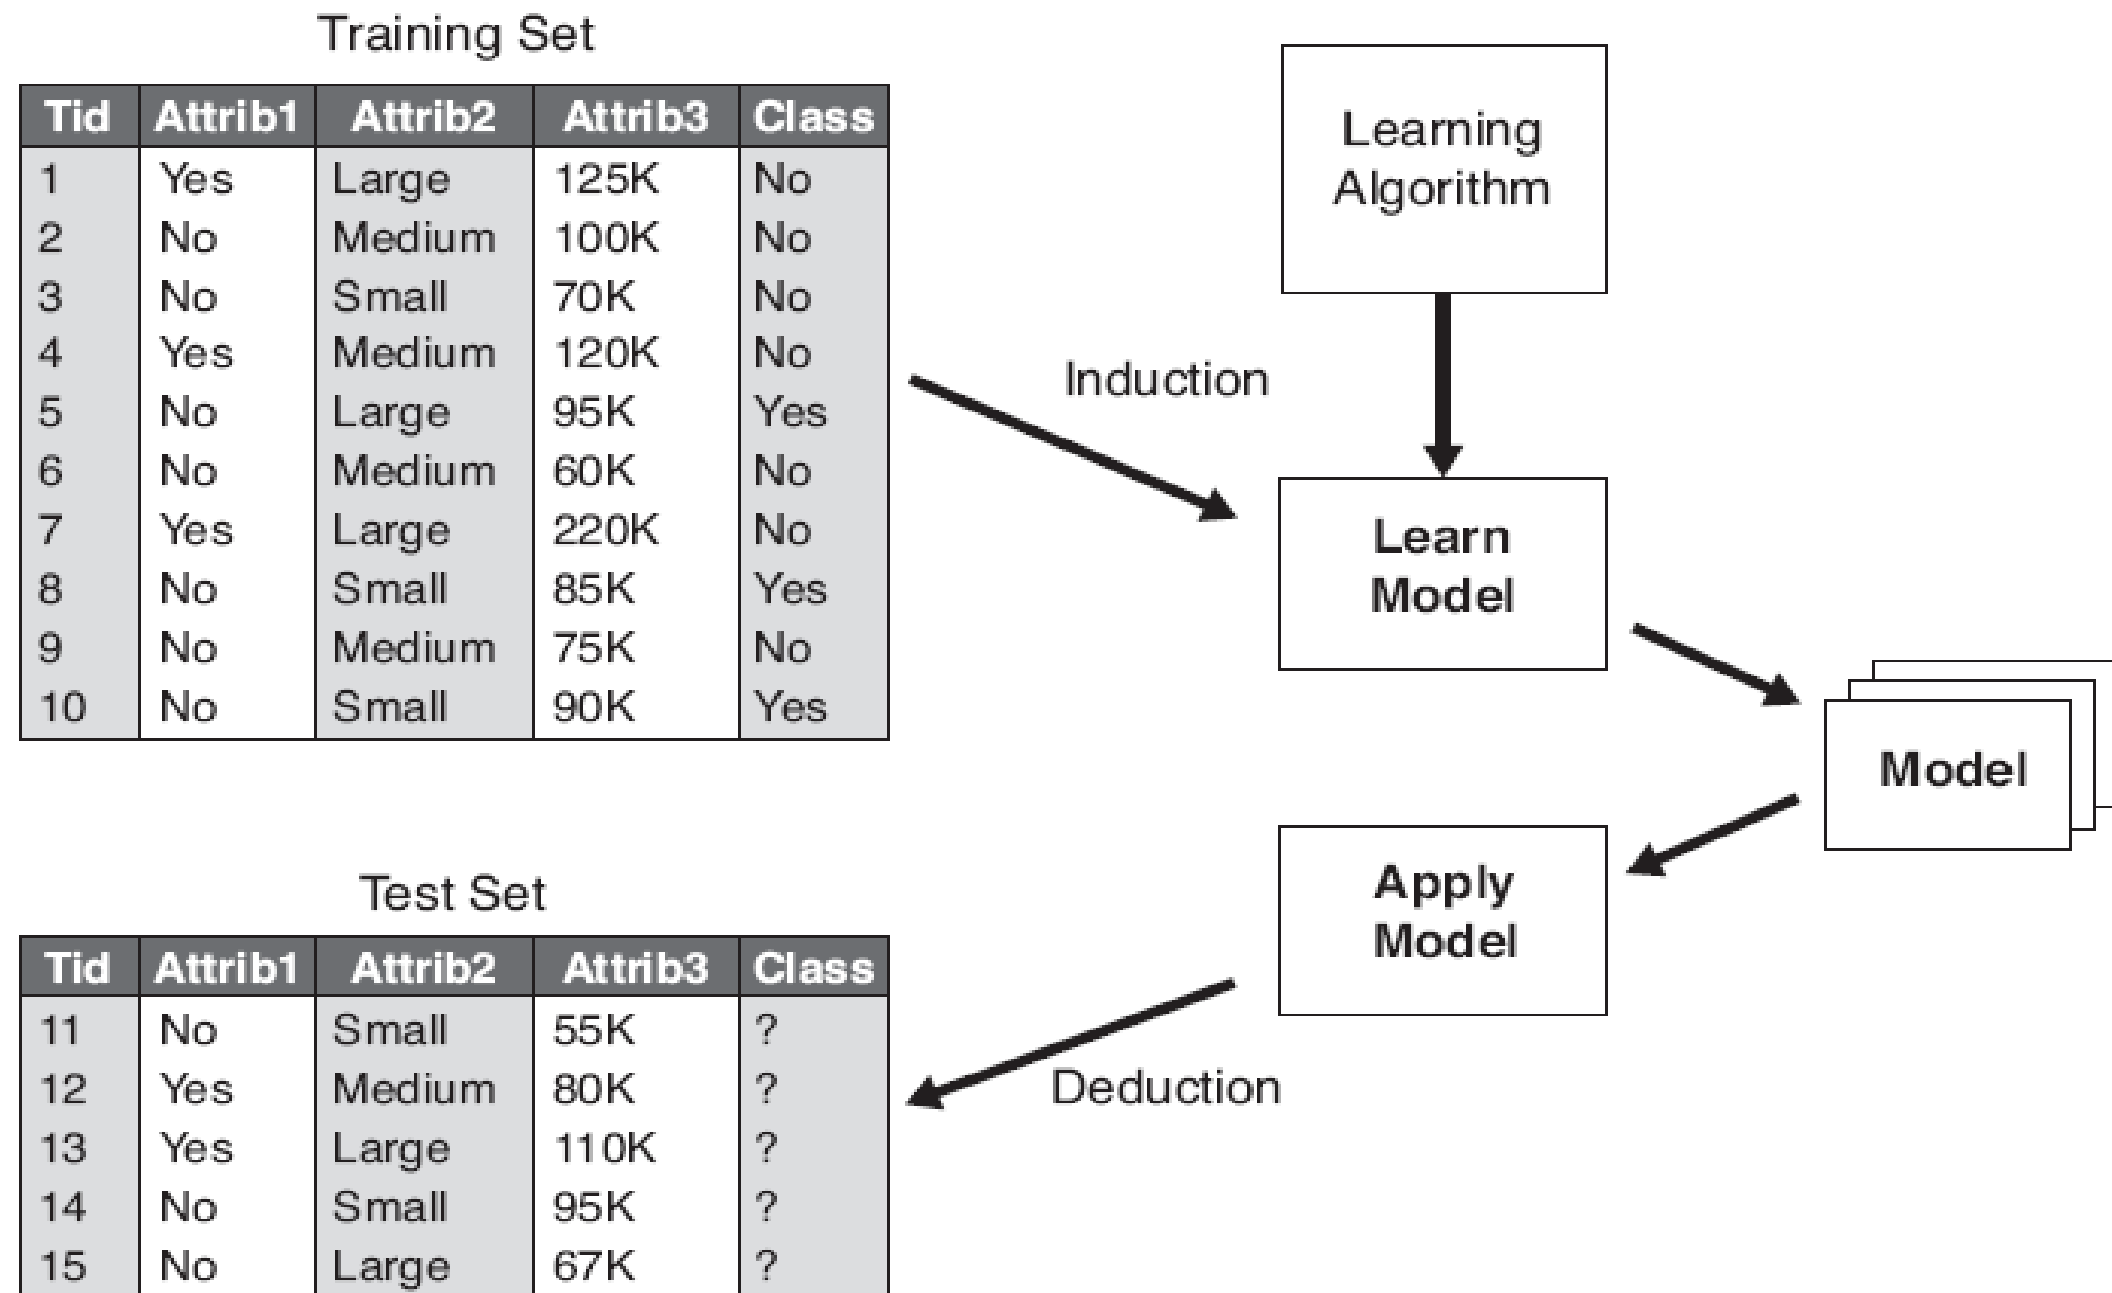 Training Set
Tid Attrib1 Attrib2 Attrib3 Class
1 Yes Large 125K No
2 No Medium 100K No
3 No Small 70K No
4 Yes Medium 120K No
5 No Large 95K Yes
6 No Medium 60K No
7 Yes Large 220K No
8 No Small 85K Yes
9 No Medium 75K No
10 No Small 90K Yes
Learning
Algorithm
Induction
Learn
Model
Model
Apply
Model
Deduction
Test Set
Tid Attrib1 Attrib2 Attrib3 Class
11 No Small 55K ?
12 Yes Medium 80K ?
13 Yes Large 110K ?
14 No Small 95K ?
15 No Large 67K ?